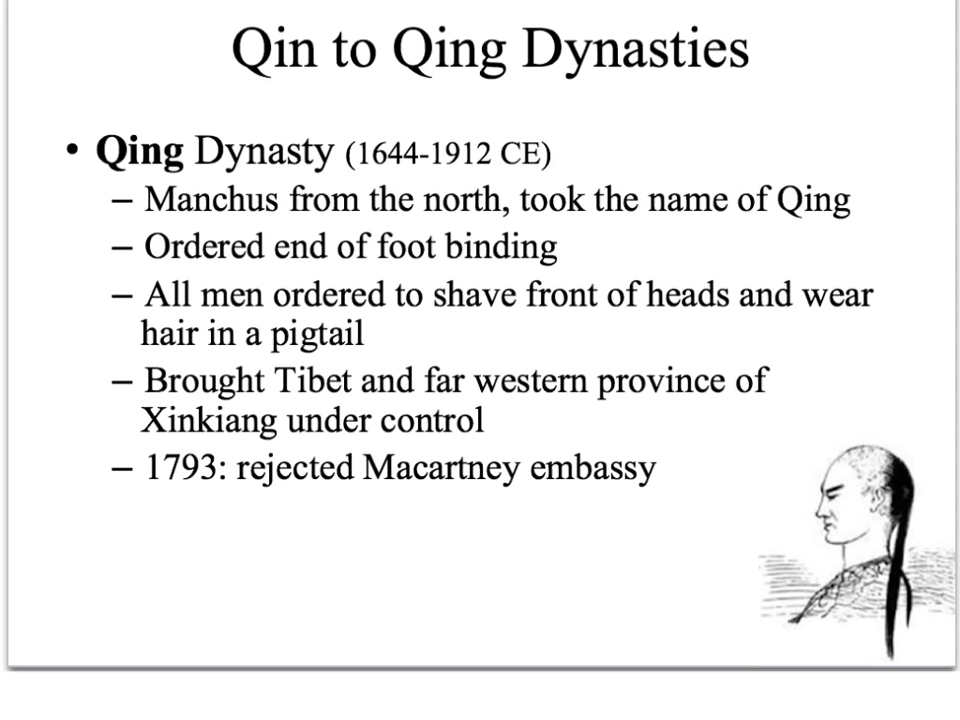 Qin to Qing Dynasties
• Qing Dynasty (1644-1912 CE)
– Manchus from the north, took the name of Qing
– Ordered end of foot binding
– All men ordered to shave front of heads and wear
hair in a pigtail
– Brought Tibet and far western province of
Xinkiang under control
– 1793: rejected Macartney embassy